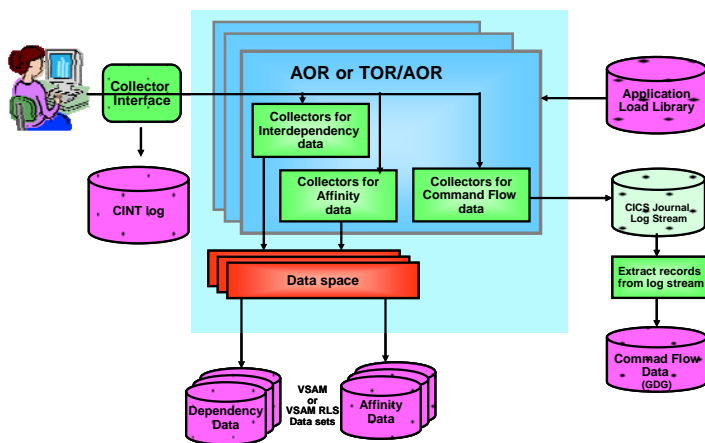 AOR or TOR/AOR
Collector
Interface
Application
Load Library
Collectors for
Interdependency
data
Collectors for
Affinity
data
Collectors for
Command Flow
data
CINT log
CICS Journal
Log Stream
Data space
Extract records
from log stream
Commad Flow
Data
(GDG)
VSAM
or
VSAM RLS
Data sets
Dependency
Data
Affinity
Data